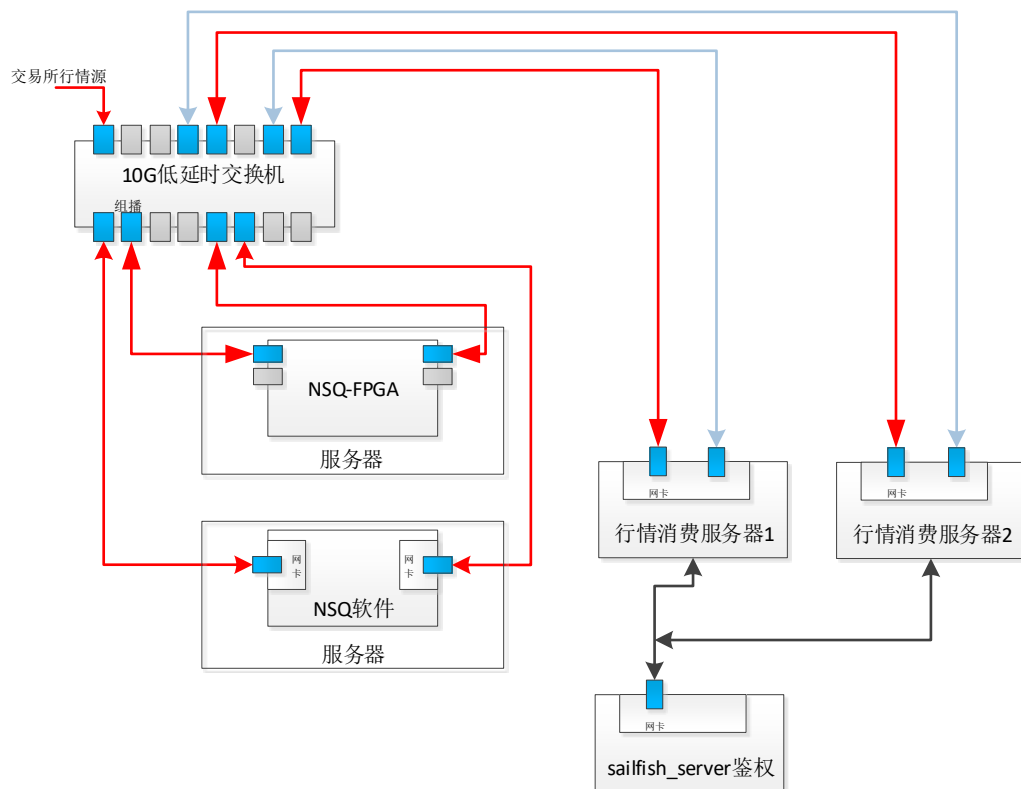 交易所行情源
10G低延时交换机
组播
NSQ-FPGA
服务器
网卡
网卡
NSQ软件
服务器
网卡
行情消费服务器1
网卡
行情消费服务器2
网卡
sailfish_server鉴权